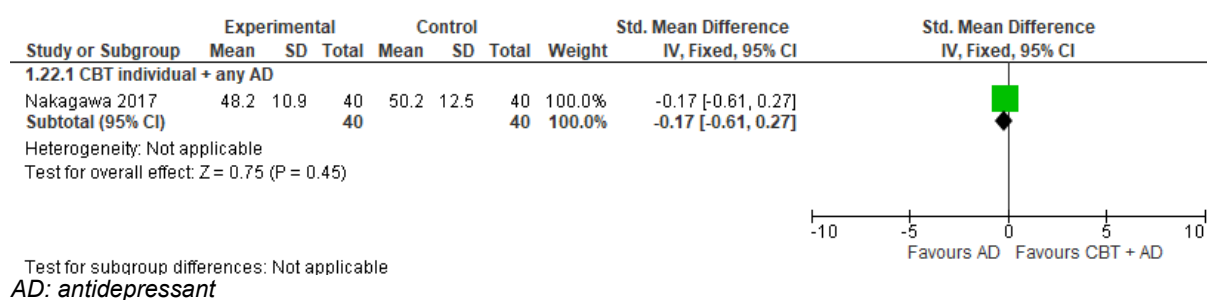 Experimental Control Std. Mean Difference Std. Mean Difference
Study or Subgroup Mean SD Total Mean SD Total Weight IV, Fixed, 95% CI IV, Fixed, 95% CI
1.22.1 CBT individual + any AD
Nakagawa 2017 48.2 10.9 40 50.2 12.5 40 100.0% -0.17 [-0.61, 0.27]
Subtotal (95% CI) 40 40 100.0% -0.17 [-0.61, 0.27]
Heterogeneity: Not applicable
Test for overall effect: Z = 0.75 (P = 0.45)
-10 -5 0 5 10
Favours AD Favours CBT + AD
Test for subgroup differences: Not applicable
AD: antidepressant